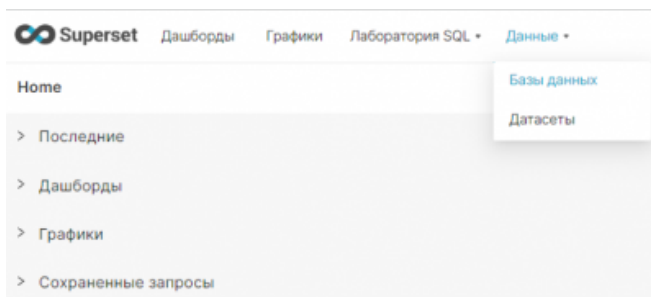 Superset Дашборды Графики Лаборатория SQL Данные
Home
Базы данных
Датасеты
Последние
Дашборды
Графики
Сохраненные запросы